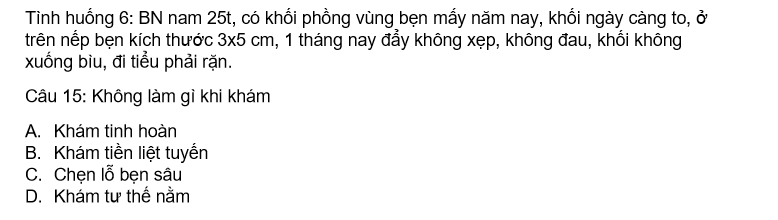 Tình huống 6: BN nam 25t, có khối phồng vùng bẹn mấy năm nay, khối ngày càng to, ở
trên nếp bẹn kích thước 3x5 cm, 1 tháng nay đẩy không xẹp, không đau, khối không
xuống bìu, đi tiểu phải rặn.
Câu 15: Không làm gì khi khám
A. Khám tinh hoàn
B. Khám tiền liệt tuyến
C. Chẹn lỗ bẹn sâu
D. Khám tư thế nằm